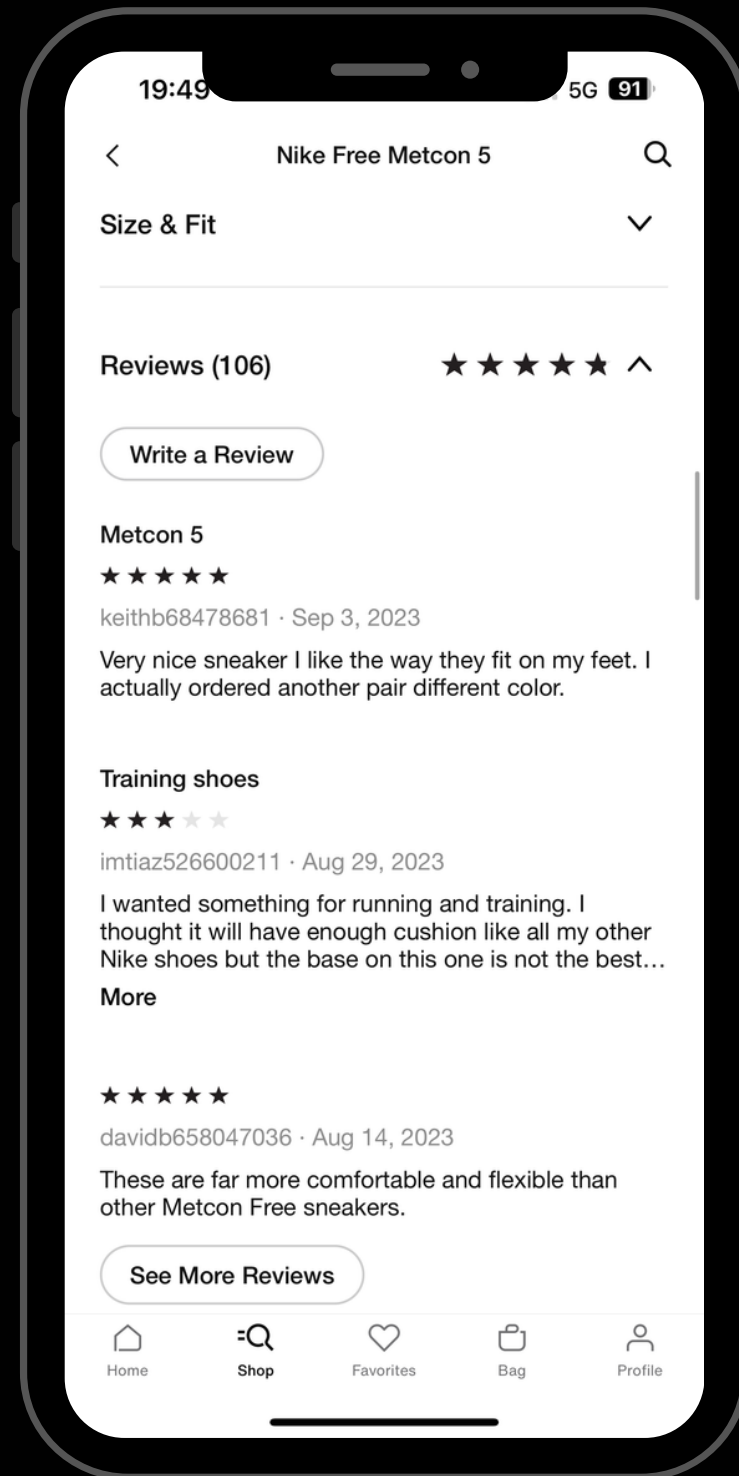 19:49 5G 91
Nike Free Metcon 5
Size & Fit
Reviews (106)
Write a Review
Metcon 5
keithb68478681 · Sep 3, 2023
Very nice sneaker I like the way they fit on my feet. I
actually ordered another pair different color.
Training shoes
imtiaz526600211 · Aug 29, 2023
I wanted something for running and training. I
thought it will have enough cushion like all my other
Nike shoes but the base on this one is not the best...
More
davidb658047036 · Aug 14, 2023
These are far more comfortable and flexible than
other Metcon Free sneakers.
See More Reviews
Home Shop Favorites Bag Profile